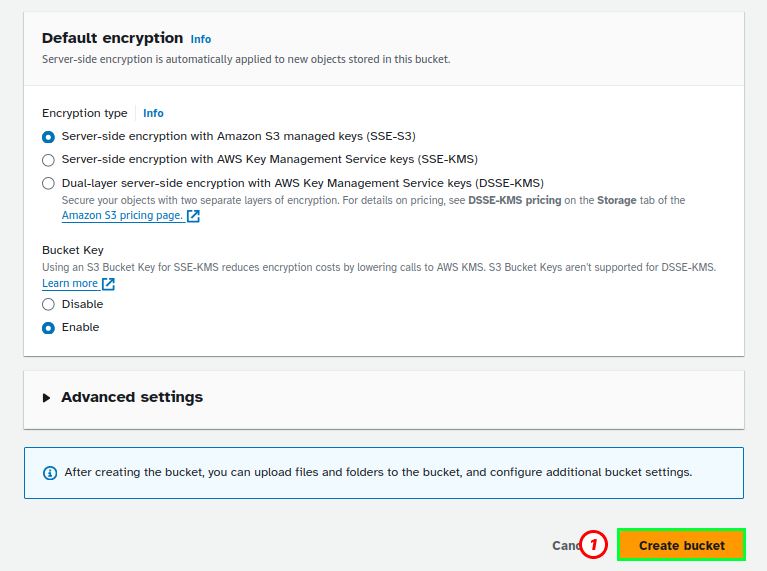 Default encryption Info
Server-side encryption is automatically applied to new objects stored in this bucket.
Encryption type Info
Server-side encryption with Amazon S3 managed keys (SSE-S3)
Server-side encryption with AWS Key Management Service keys (SSE-KMS)
Dual-layer server-side encryption with AWS Key Management Service keys (DSSE-KMS)
Secure your objects with two separate layers of encryption. For details on pricing, see DSSE-KMS pricing on the Storage tab of the
Amazon S3 pricing page.
Bucket Key
Using an S3 Bucket Key for SSE-KMS reduces encryption costs by lowering calls to AWS KMS. S3 Bucket Keys aren't supported for DSSE-KMS.
Learn more
Disable
Enable
Advanced settings
After creating the bucket, you can upload files and folders to the bucket, and configure additional bucket settings.
1 Create bucket